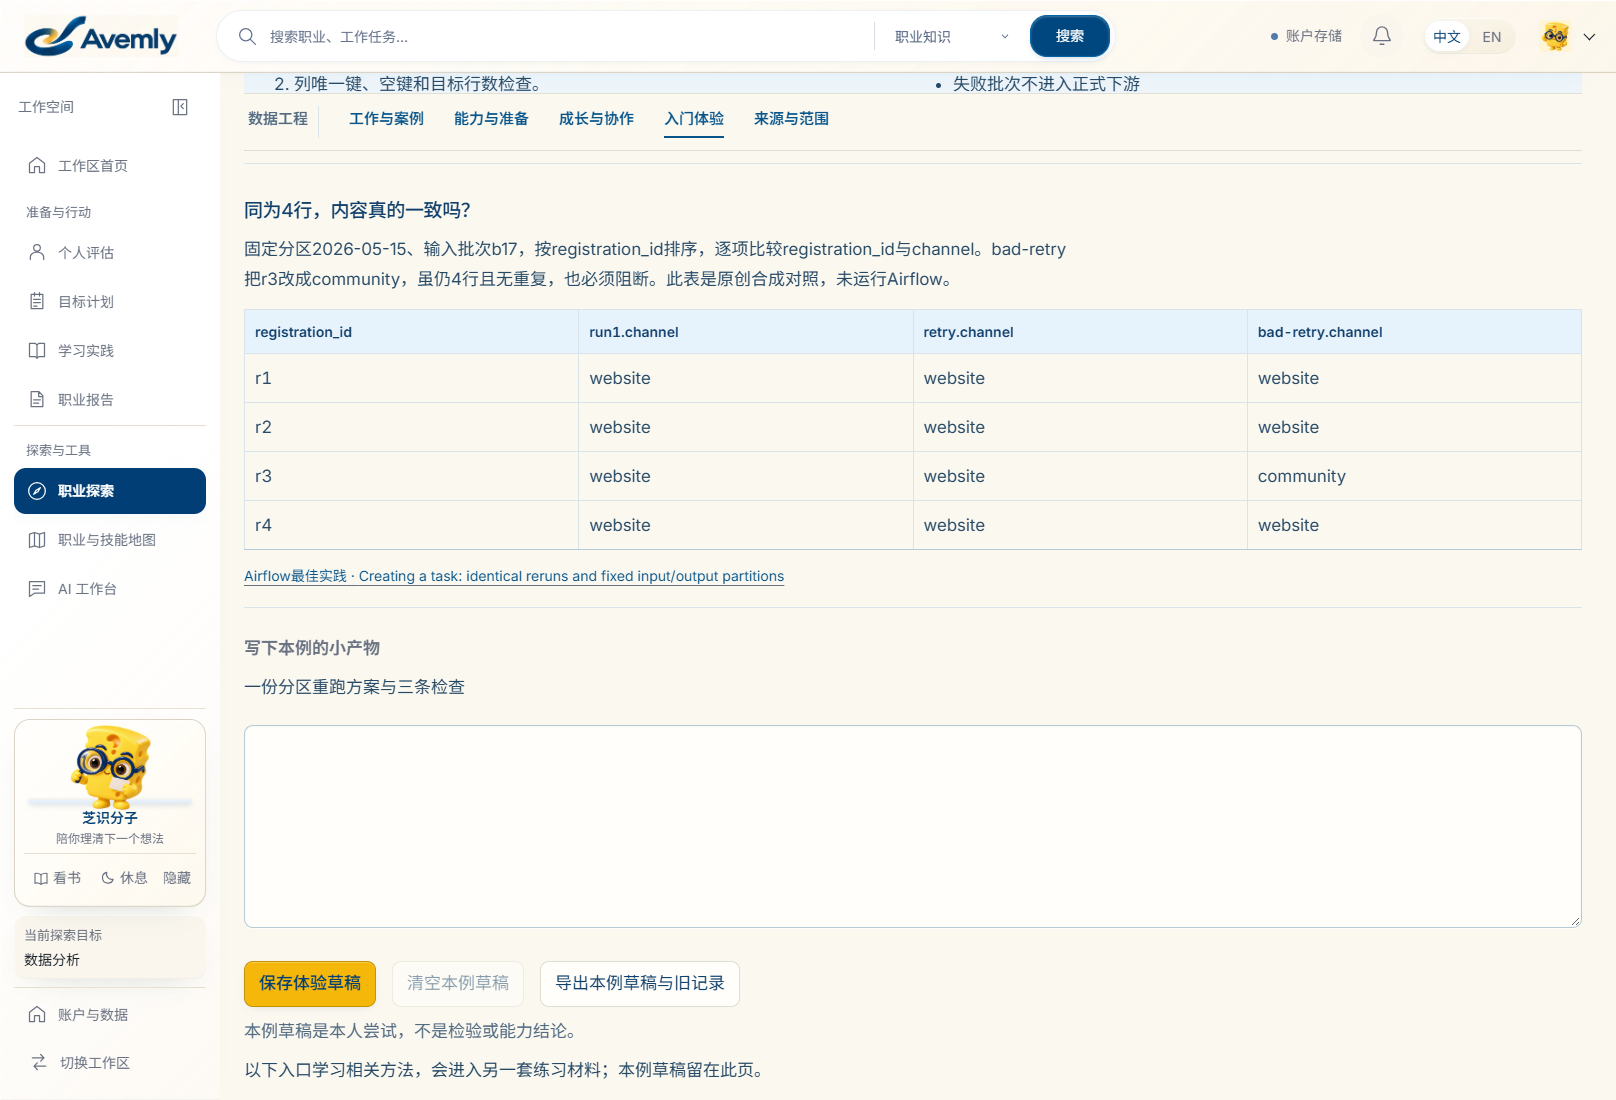 Avemly
搜索职业、工作任务...
职业知识
搜索
账户存储
中文
EN
工作空间
工作区首页
准备与行动
个人评估
目标计划
学习实践
职业报告
探索与工具
职业探索
职业与技能地图
AI 工作台
芝识分子
陪你理清下一个想法
看书
休息
隐藏
当前探索目标
数据分析
账户与数据
切换工作区
2. 列唯一键、空键和目标行数检查。
• 失败批次不进入正式下游
数据工程
工作与案例
能力与准备
成长与协作
入门体验
来源与范围
同为4行，内容真的一致吗？
固定分区2026-05-15、输入批次b17，按registration_id排序，逐项比较registration_id与channel。bad-retry
把r3改成community，虽仍4行且无重复，也必须阻断。此表是原创合成对照，未运行Airflow。
registration_id run1.channel retry.channel bad-retry.channel
r1 website website website
r2 website website website
r3 website website community
r4 website website website
Airflow最佳实践 · Creating a task: identical reruns and fixed input/output partitions
写下本例的小产物
一份分区重跑方案与三条检查
保存体验草稿
清空本例草稿
导出本例草稿与旧记录
本例草稿是本人尝试，不是检验或能力结论。
以下入口学习相关方法，会进入另一套练习材料；本例草稿留在此页。